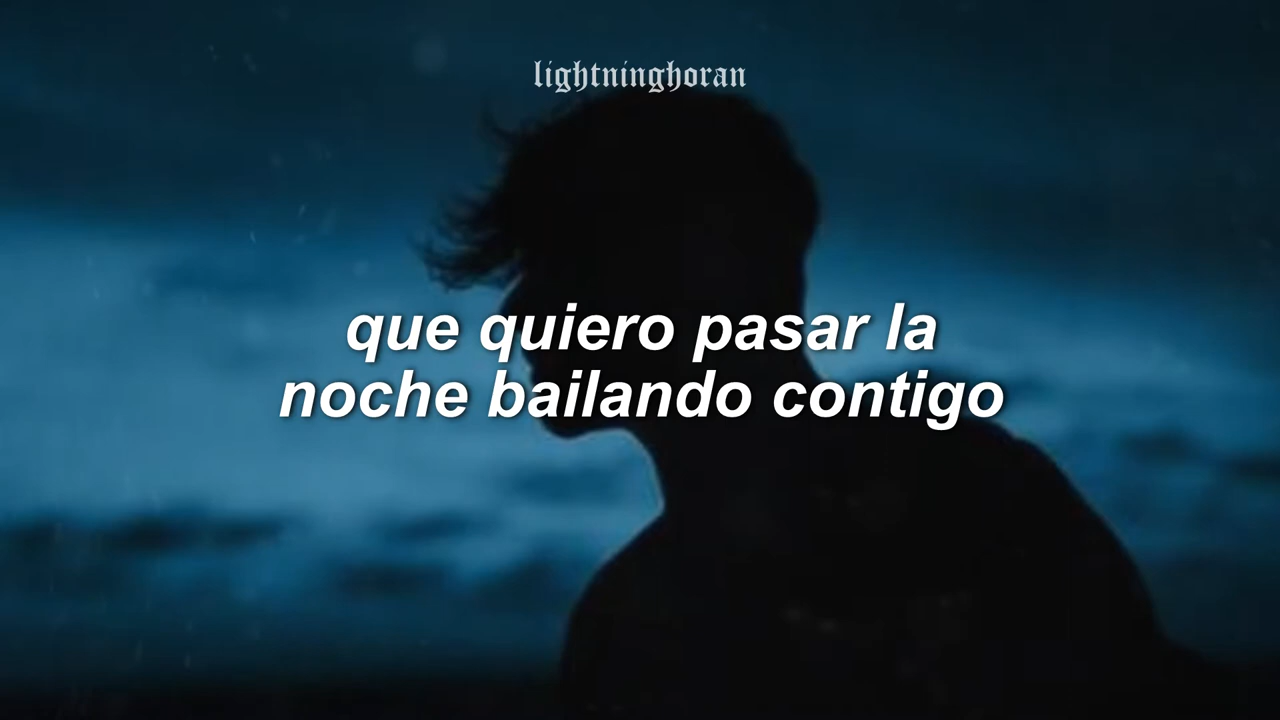 lightninghoran
que quiero pasar la
noche bailando contigo